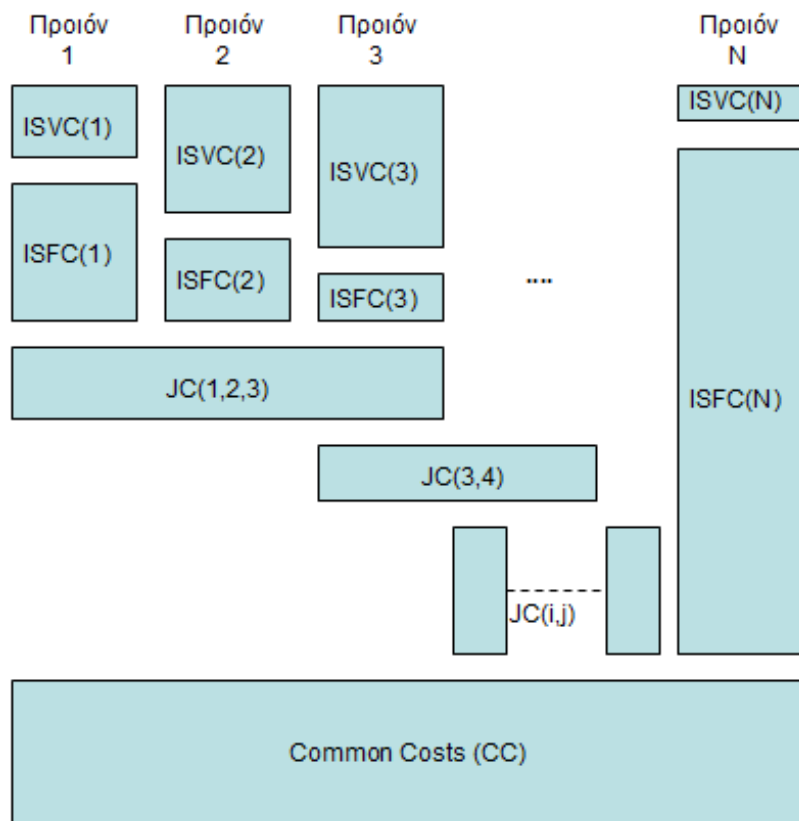 Προιόν
1
Προιόν
2
Προιόν
3
Προιόν
N
ISVC(1)
ISVC(2)
ISVC(3)
ISVC(N)
ISFC(1)
ISFC(2)
ISFC(3)
....
ISFC(N)
JC(1,2,3)
JC(3,4)
JC(i,j)
Common Costs (CC)